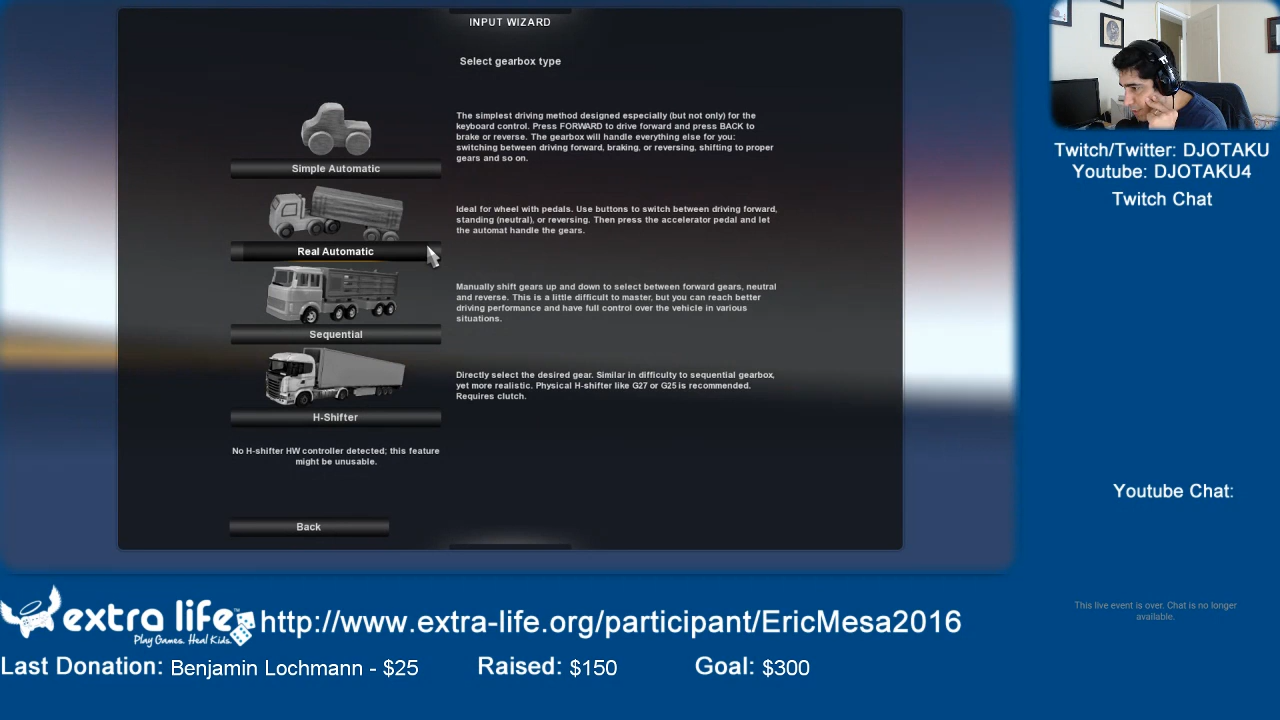 INPUT WIZARD
Select gearbox type
The simplest driving method designed especially (but not only) for the
keyboard control. Press FORWARD to drive forward and press BACK to
brake or reverse. The gearbox will handle everything else for you:
switching between driving forward, braking, or reversing, shifting to proper
gears and so on.
Simple Automatic
Ideal for wheel with pedals. Use buttons to switch between driving forward,
standing (neutral), or reversing. Then press the accelerator pedal and let
the automat handle the gears.
Real Automatic
Manually shift gears up and down to select between forward gears, neutral
and reverse. This is a little difficult to master, but you can reach better
driving performance and have full control over the vehicle in various
situations.
Sequential
Directly select the desired gear. Similar in difficulty to sequential gearbox,
yet more realistic. Physical H-shifter like G27 or G25 is recommended.
Requires clutch.
H-Shifter
No H-shifter HW controller detected; this feature
might be unusable.
Back
Twitch/Twitter: DJOTAKU
Youtube: DJOTAKU4
Twitch Chat
Youtube Chat:
This live event is over. Chat is no longer
available.
extra life™
Play Games. Heal Kids.
http://www.extra-life.org/participant/EricMesa2016
Last Donation: Benjamin Lochmann - $25 Raised: $150 Goal: $300